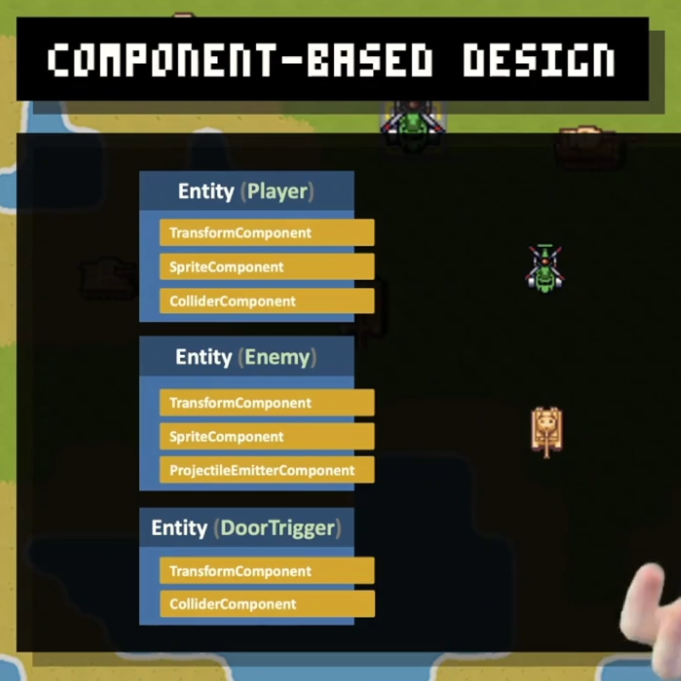 COMPONENT-BASED DESIGN
Entity (Player)
TransformComponent
SpriteComponent
ColliderComponent
Entity (Enemy)
TransformComponent
SpriteComponent
ProjectileEmitterComponent
Entity (DoorTrigger)
TransformComponent
ColliderComponent